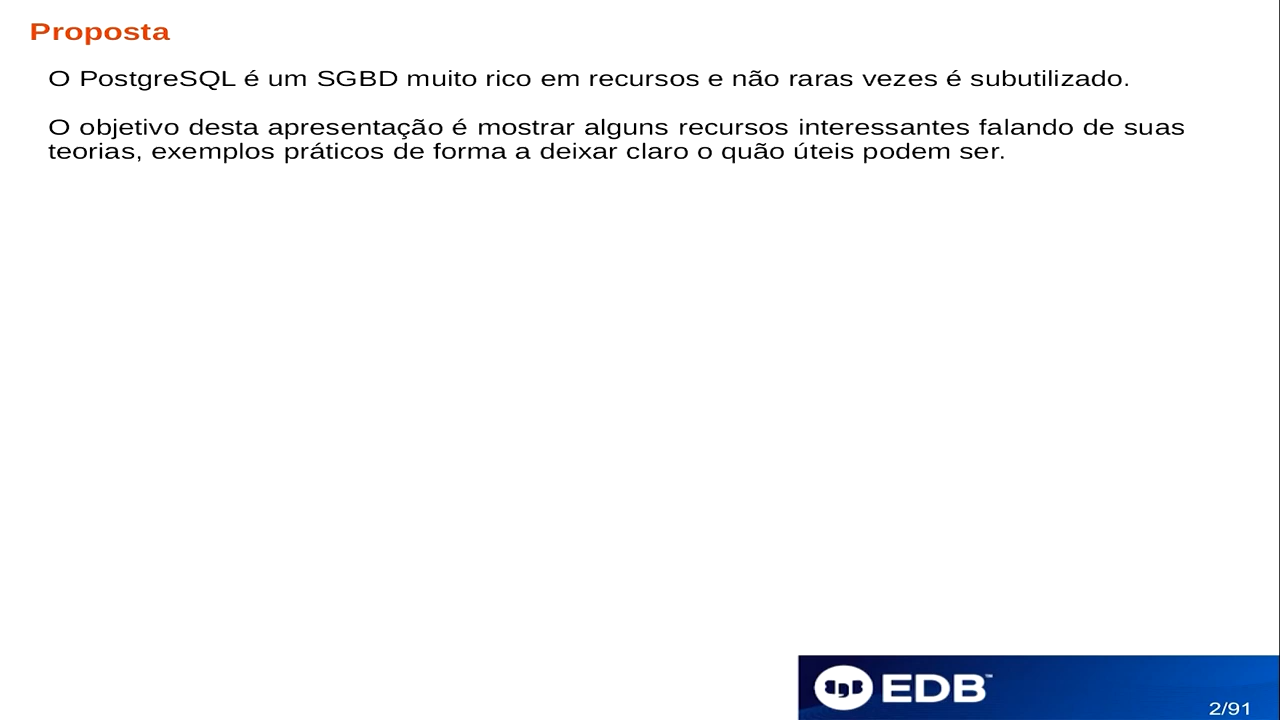 Proposta
O PostgreSQL é um SGBD muito rico em recursos e não raras vezes é subutilizado.
O objetivo desta apresentação é mostrar alguns recursos interessantes falando de suas
teorias, exemplos práticos de forma a deixar claro o quão úteis podem ser.
EDB™
2/91